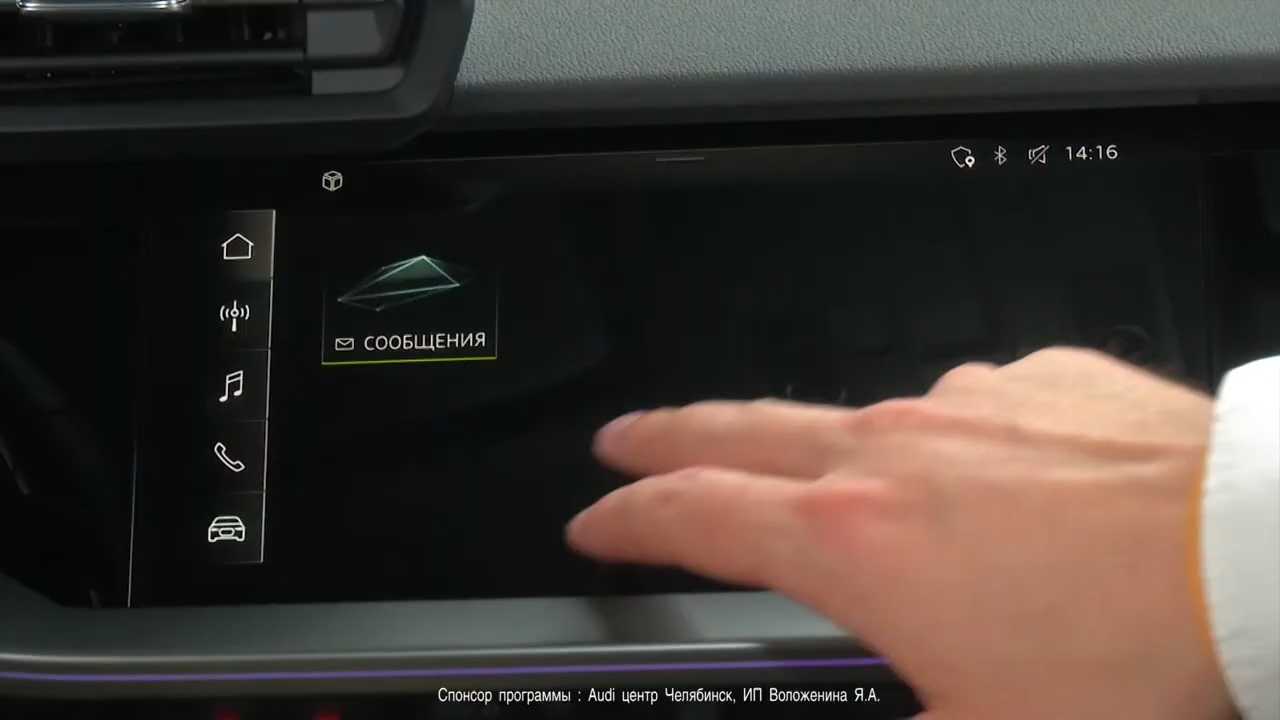 14:16
СООБЩЕНИЯ
Спонсор программы : Audi центр Челябинск, ИП Воложенина Я.А.